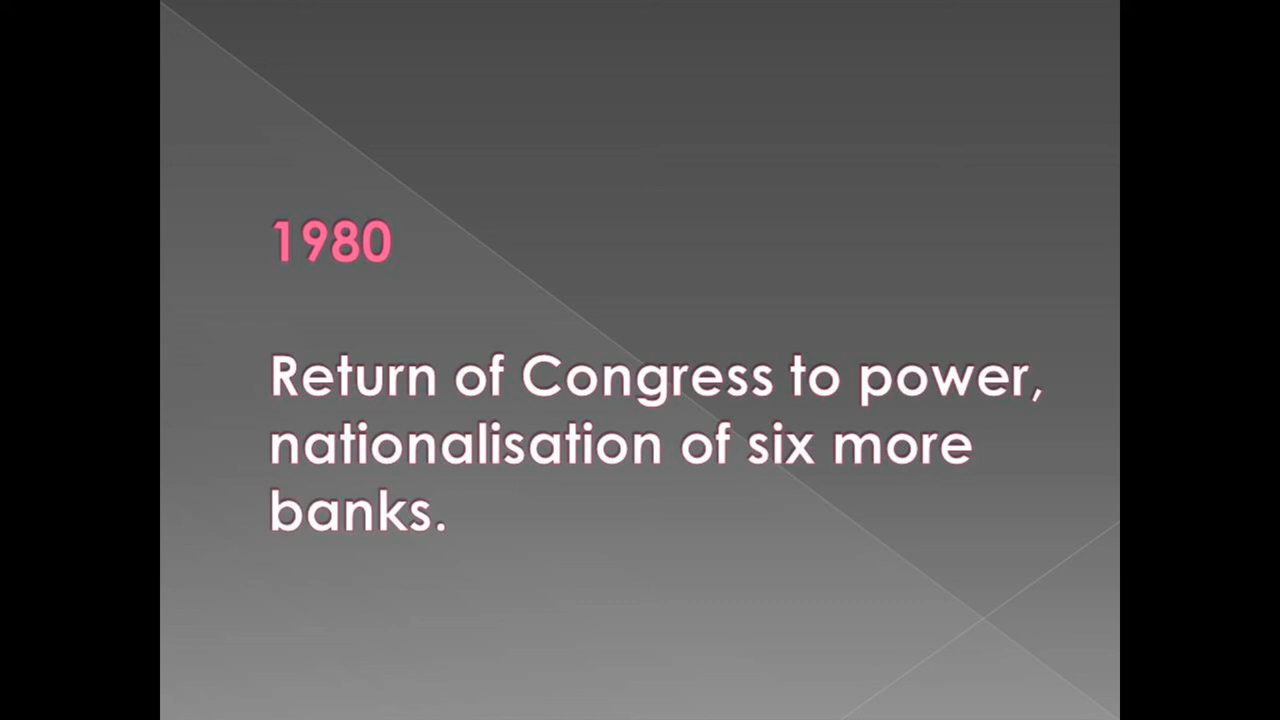 1980
Return of Congress to power,
nationalisation of six more
banks.